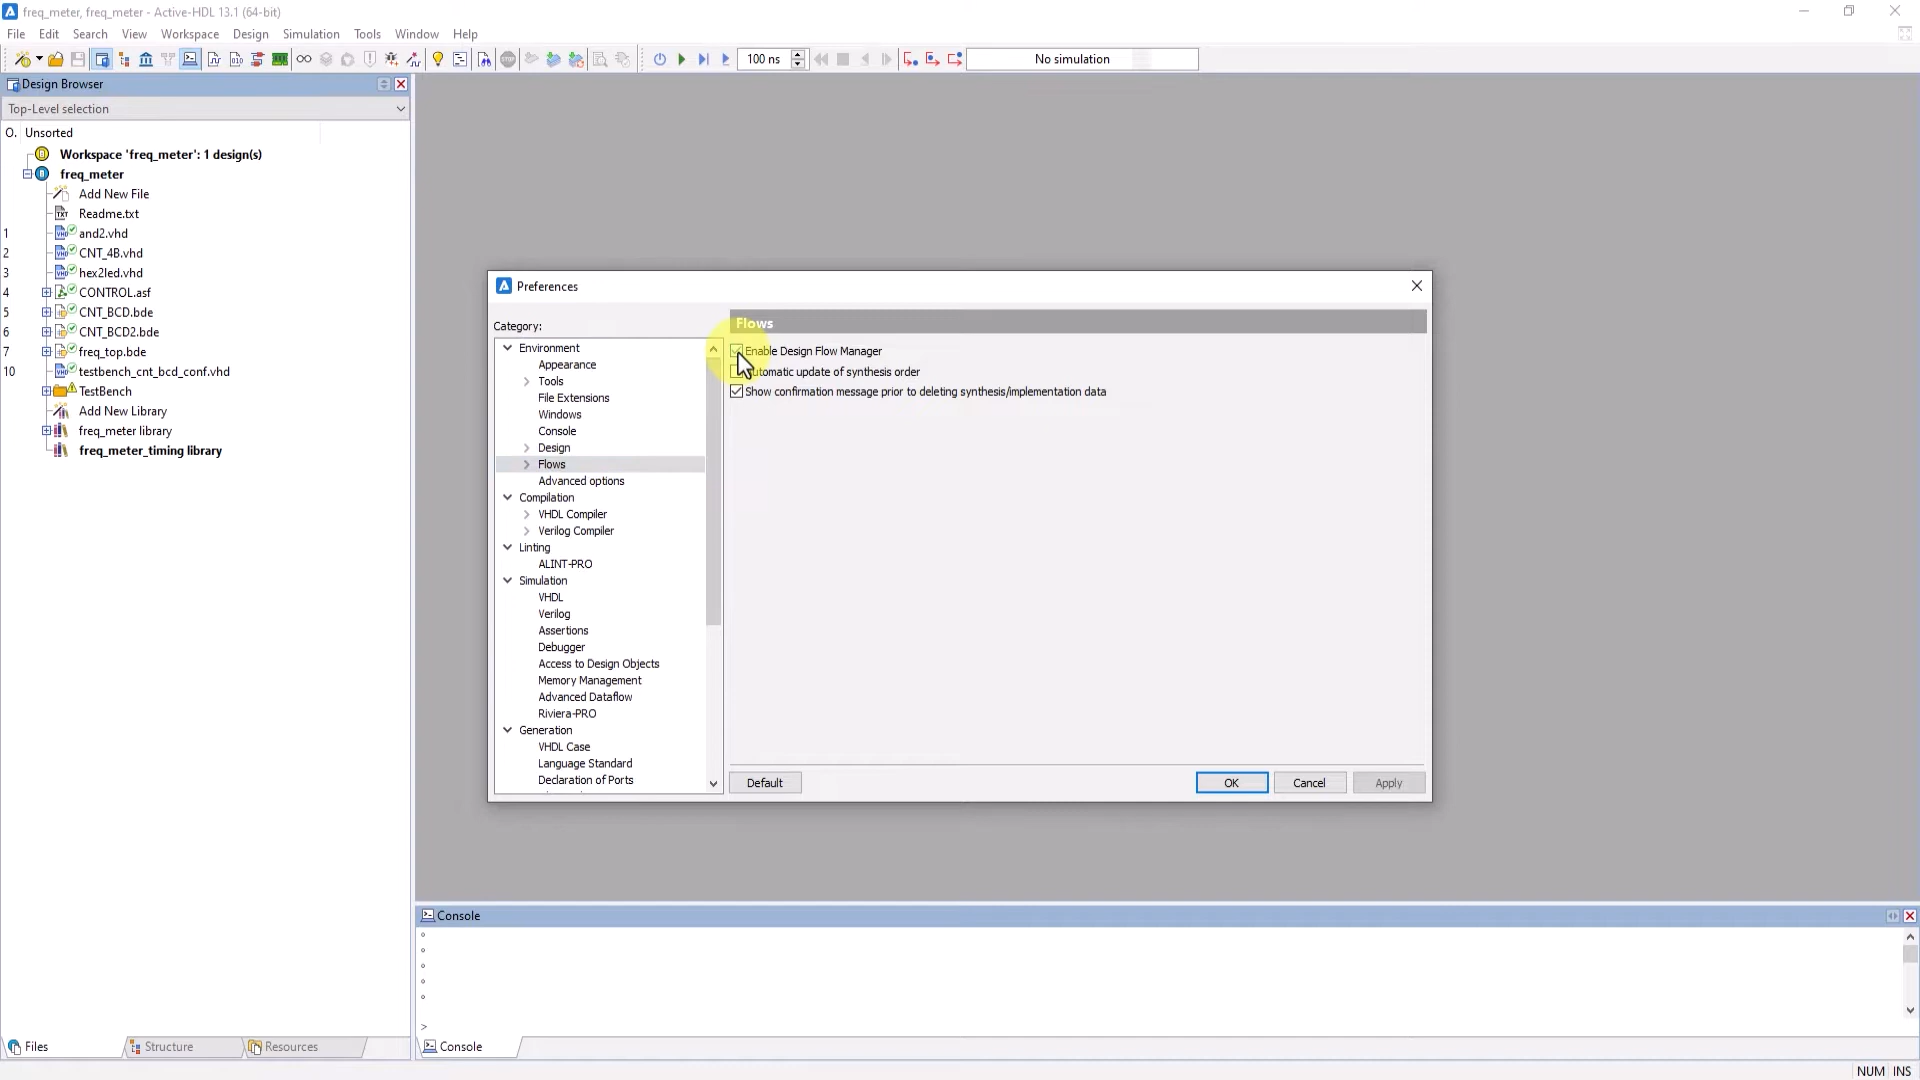 freq_meter, freq_meter - Active-HDL 13.1 (64-bit)
File Edit Search View Workspace Design Simulation Tools Window Help
100 ns
No simulation
Design Browser
Top-Level selection
O. Unsorted
Workspace 'freq_meter': 1 design(s)
freq_meter
Add New File
Readme.txt
1 and2.vhd
2 CNT_4B.vhd
3 hex2led.vhd
4 CONTROL.asf
5 CNT_BCD.bde
6 CNT_BCD2.bde
7 freq_top.bde
10 testbench_cnt_bcd_conf.vhd
TestBench
Add New Library
freq_meter library
freq_meter_timing library
Files Structure Resources
Preferences
Category:
Environment
Appearance
Tools
File Extensions
Windows
Console
Design
Flows
Advanced options
Compilation
VHDL Compiler
Verilog Compiler
Linting
ALINT-PRO
Simulation
VHDL
Verilog
Assertions
Debugger
Access to Design Objects
Memory Management
Advanced Dataflow
Riviera-PRO
Generation
VHDL Case
Language Standard
Declaration of Ports
Flows
Enable Design Flow Manager
update of synthesis order
Show confirmation message prior to deleting synthesis/implementation data
Default OK Cancel Apply
Console
>
Console
NUM INS